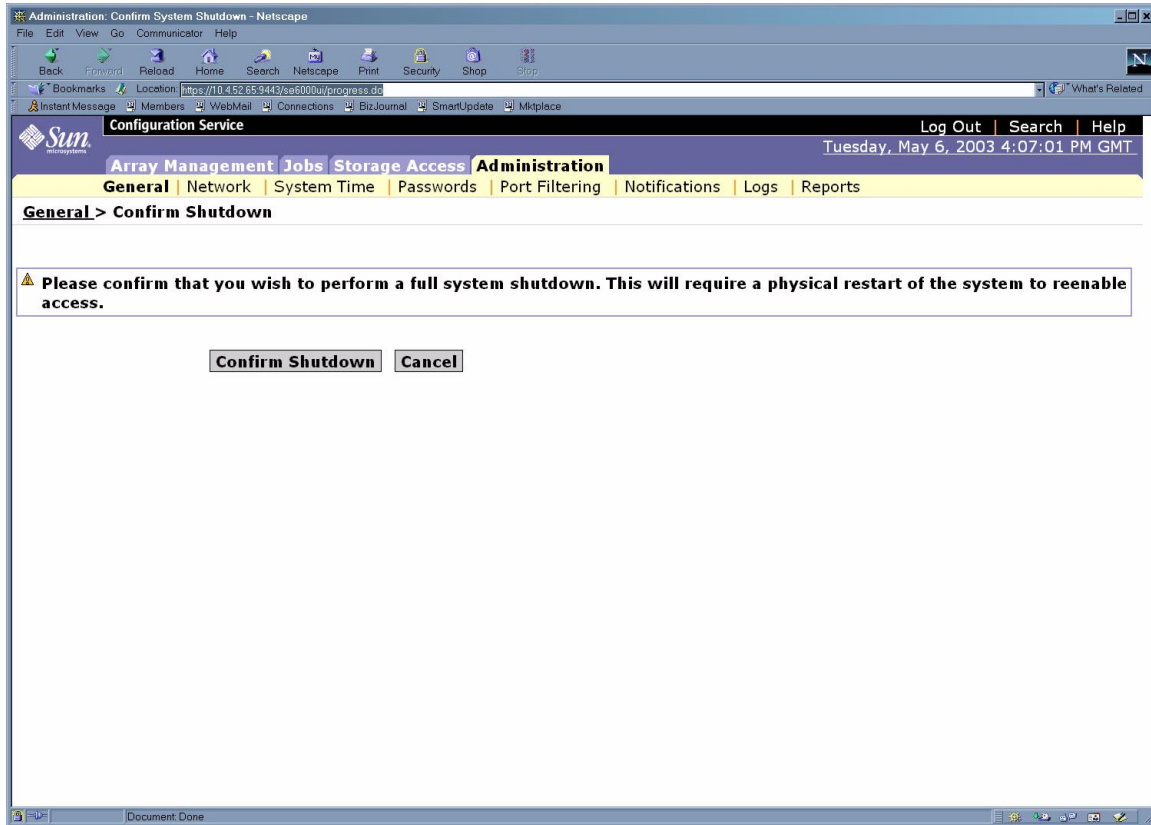 Administration: Confirm System Shutdown - Netscape
File Edit View Go Communicator Help
Back Forward Reload Home Search Netscape Print Security Shop Stop
N
Bookmarks Location: https://10.4.52.65:9443/se6000ui/progress.do What's Related
Instant Message Members WebMail Connections BizJournal SmartUpdate Mktplace
Sun microsystems
Configuration Service
Log Out | Search | Help
Tuesday, May 6, 2003 4:07:01 PM GMT
Array Management Jobs Storage Access Administration
General | Network | System Time | Passwords | Port Filtering | Notifications | Logs | Reports
General > Confirm Shutdown
Please confirm that you wish to perform a full system shutdown. This will require a physical restart of the system to reenable
access.
Confirm Shutdown Cancel
Document: Done